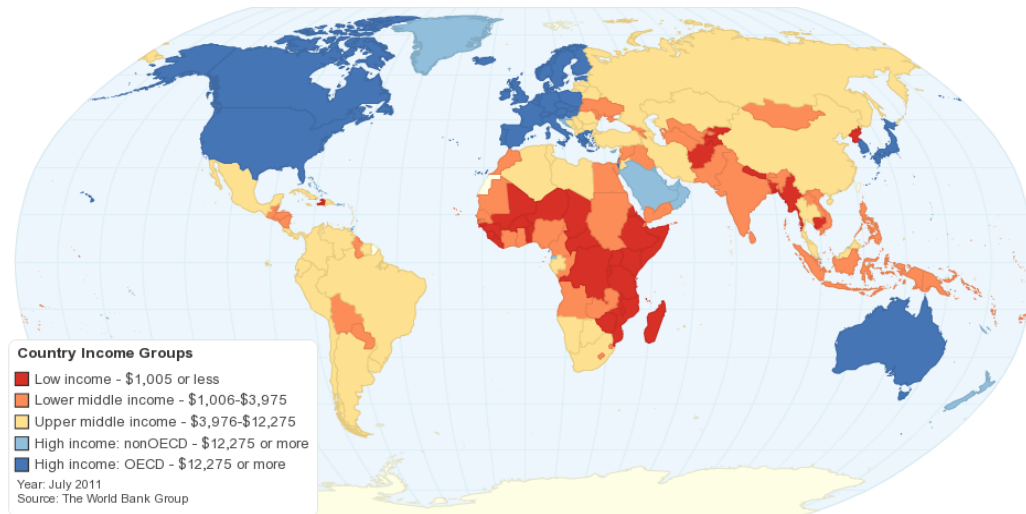 Country Income Groups
Low income - $1,005 or less
Lower middle income - $1,006-$3,975
Upper middle income - $3,976-$12,275
High income: nonOECD - $12,275 or more
High income: OECD - $12,275 or more
Year: July 2011
Source: The World Bank Group